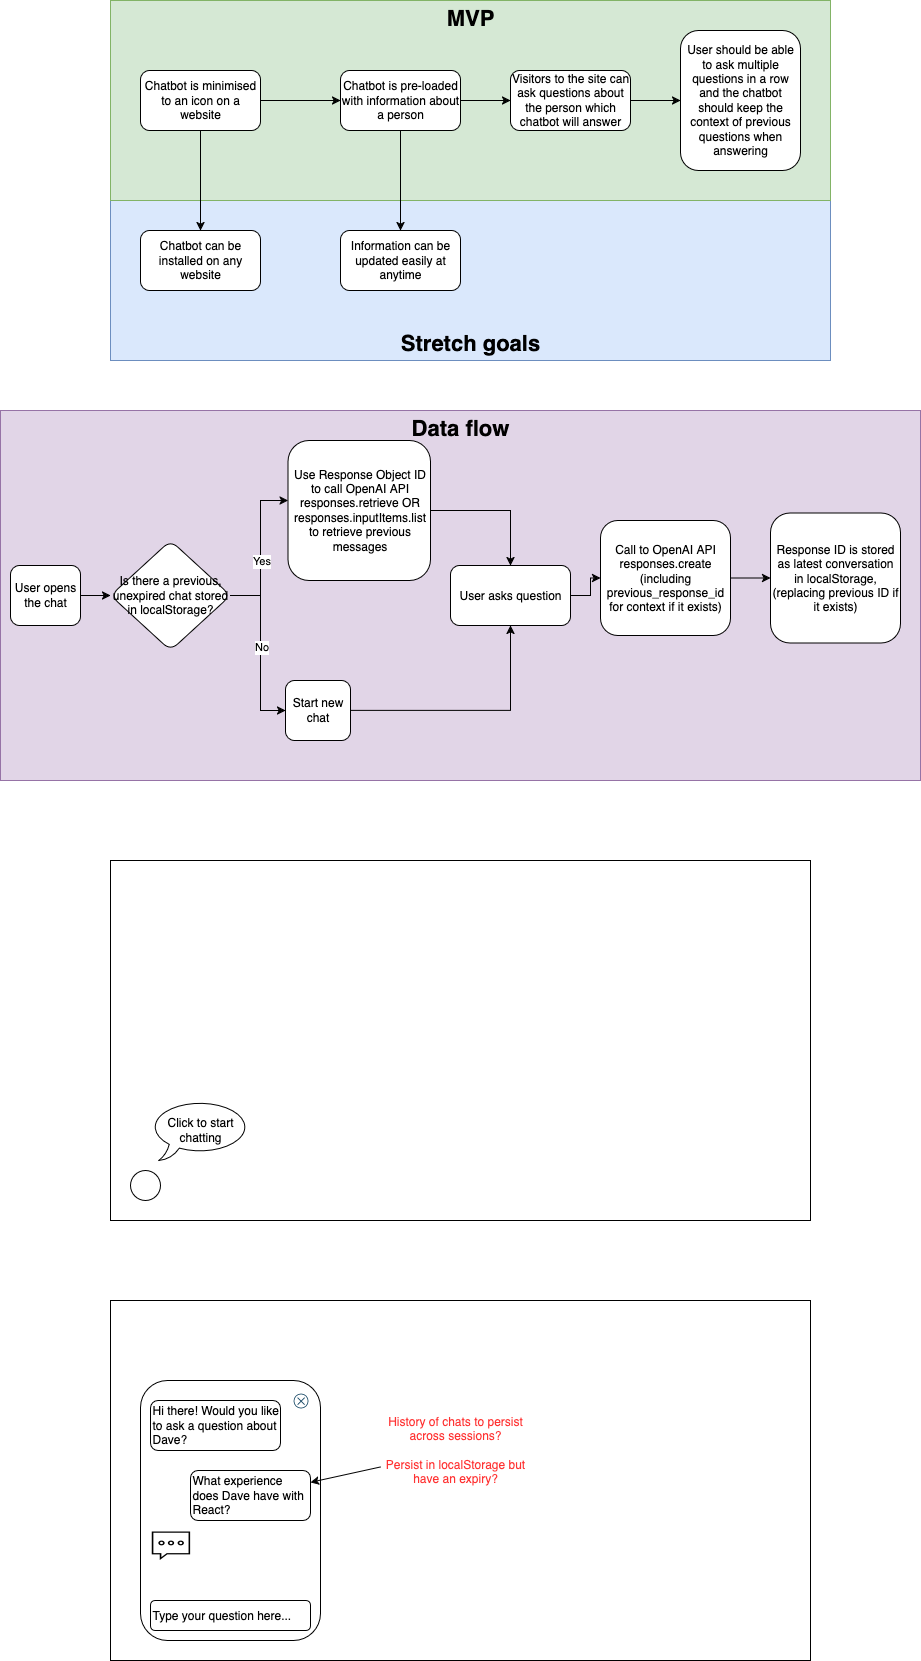 MVP
Chatbot is minimised
to an icon on a
website
Chatbot is pre-loaded
with information about
a person
Visitors to the site can
ask questions about
the person which
chatbot will answer
User should be able
to ask multiple
questions in a row
and the chatbot
should keep the
context of previous
questions when
answering
Chatbot can be
installed on any
website
Information can be
updated easily at
anytime
Stretch goals
Data flow
User opens
the chat
Is there a previous,
unexpired chat stored
in localStorage?
Yes
No
Use Response Object ID
to call OpenAI API
responses.retrieve OR
responses.inputItems.list
to retrieve previous
messages
Start new
chat
User asks question
Call to OpenAI API
responses.create
(including
previous_response_id
for context if it exists)
Response ID is stored
as latest conversation
in localStorage,
(replacing previous ID if
it exists)
Click to start
chatting
Hi there! Would you like
to ask a question about
Dave?
What experience
does Dave have with
React?
History of chats to persist
across sessions?
Persist in localStorage but
have an expiry?
Type your question here...